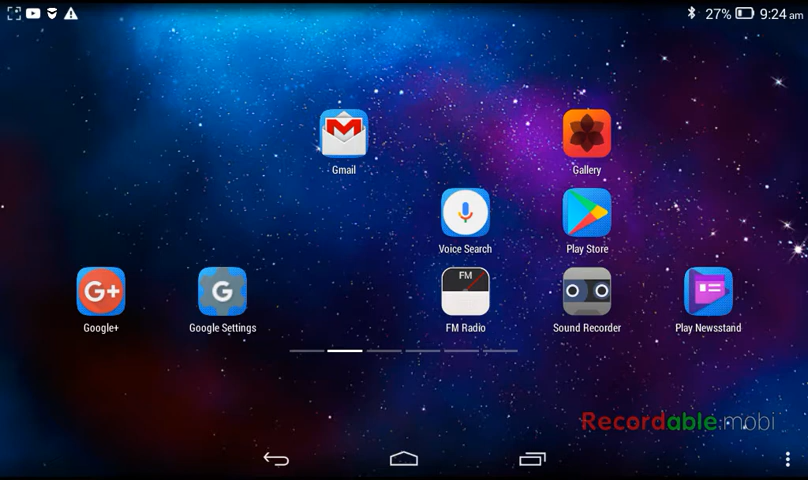 27% 9:24 am
Gmail
Gallery
Voice Search
Play Store
G+
G
FM
Google+
Google Settings
FM Radio
Sound Recorder
Play Newsstand
Recordable.mobi